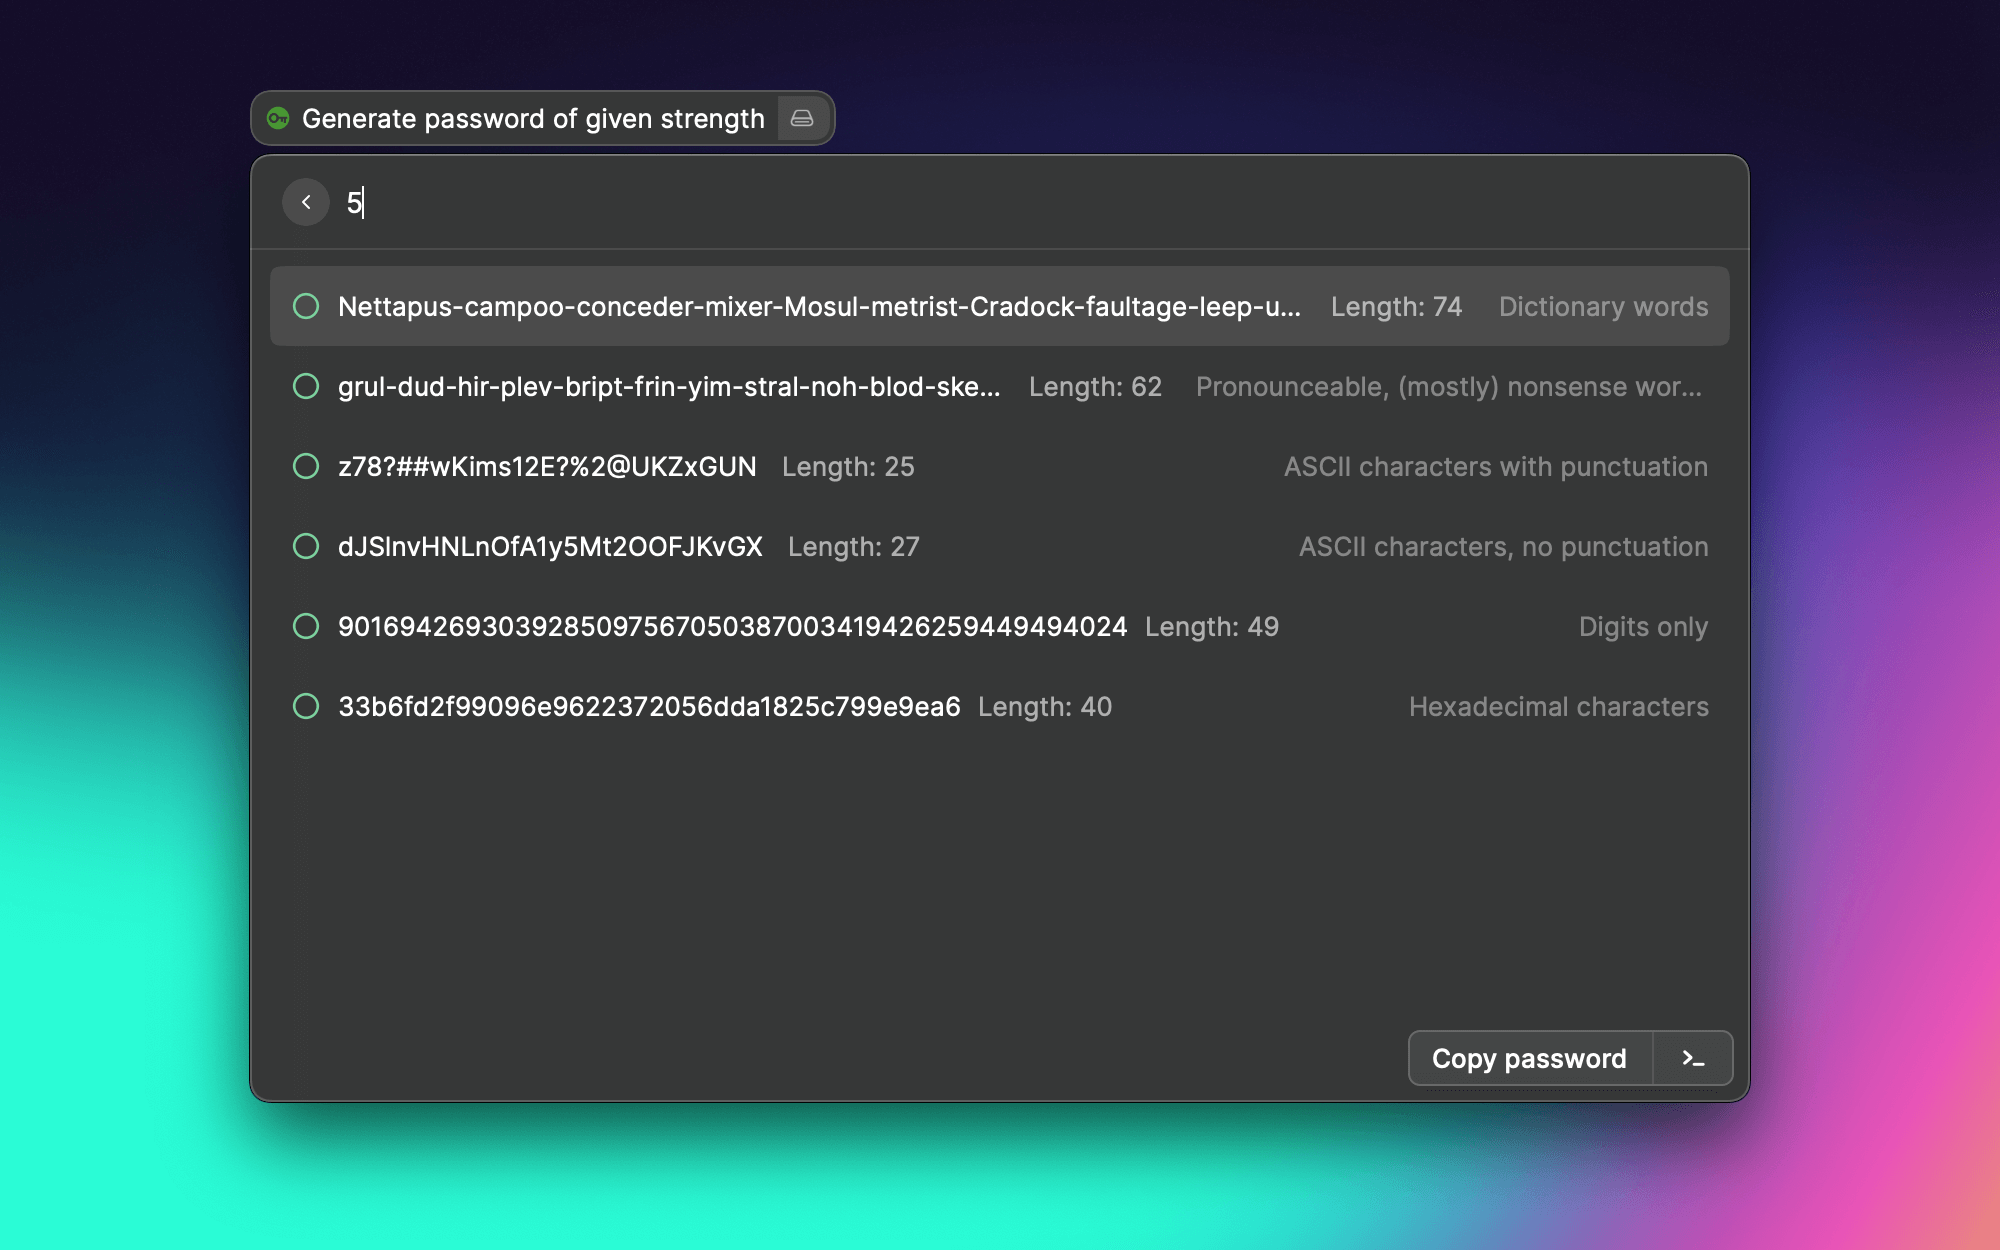 Generate password of given strength
5
Nettapus-campoo-conceder-mixer-Mosul-metrist-Cradock-faultage-leep-u... Length: 74 Dictionary words
grul-dud-hir-plev-bript-frin-yim-stral-noh-blod-ske... Length: 62 Pronounceable, (mostly) nonsense wor...
z78?##wKims12E?%2@UKZxGUN Length: 25 ASCII characters with punctuation
dJSlnvHNLnOfA1y5Mt2OOFJKvGX Length: 27 ASCII characters, no punctuation
9016942693039285097567050387003419426259449494024 Length: 49 Digits only
33b6fd2f99096e9622372056dda1825c799e9ea6 Length: 40 Hexadecimal characters
Copy password >_